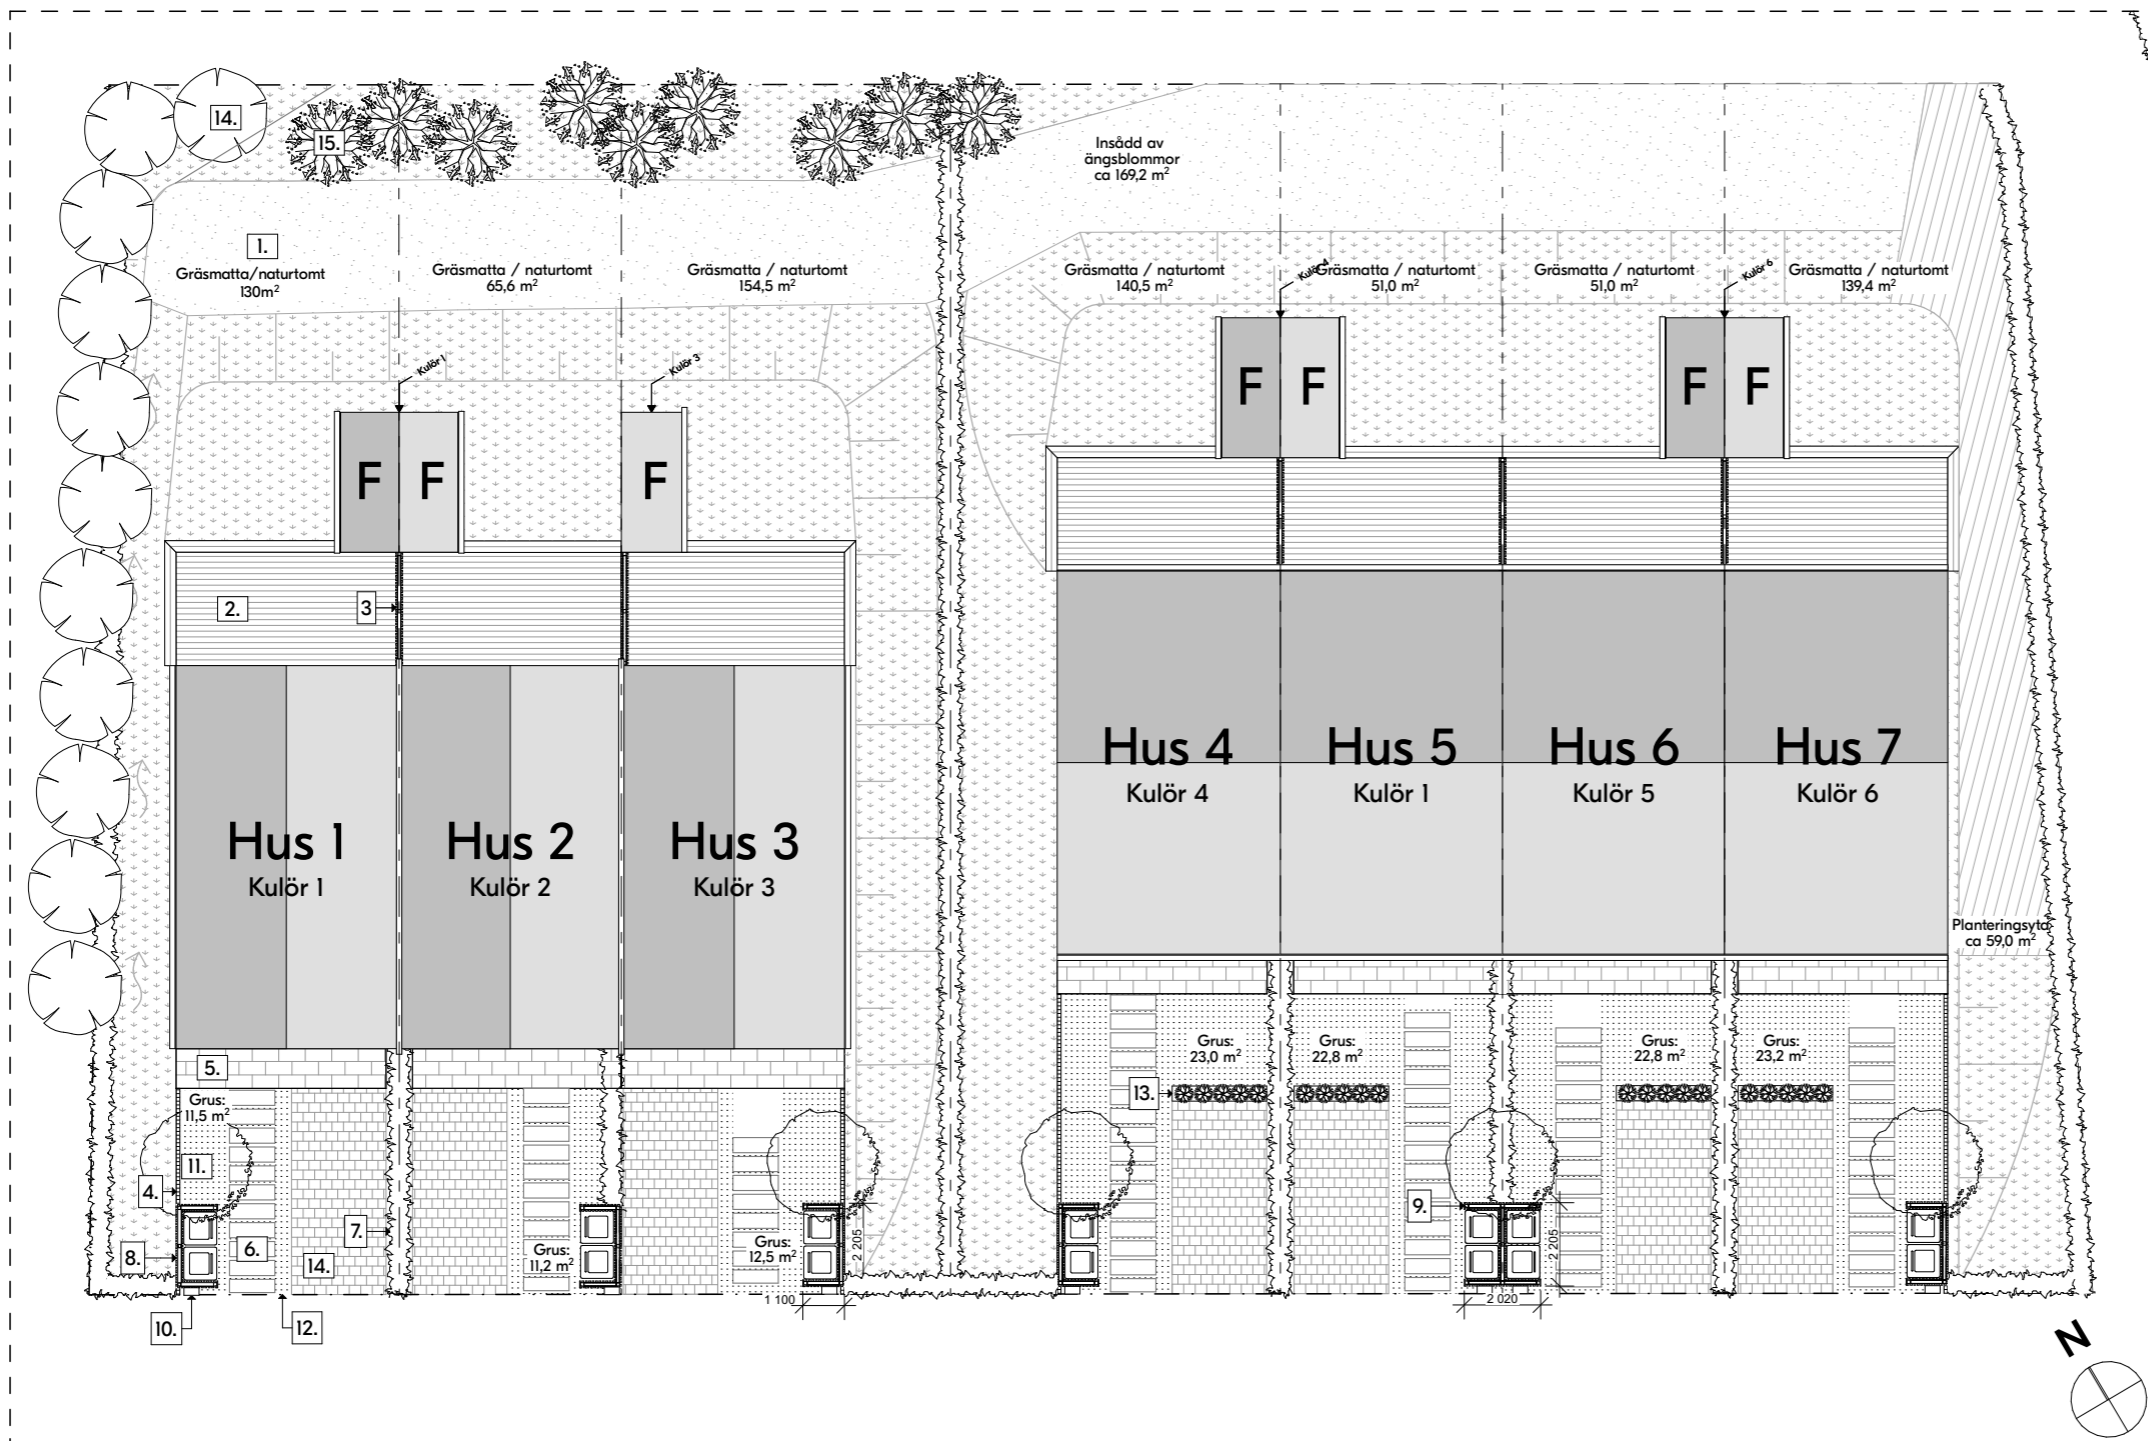 14.
15.
Insådd av
ängsblommor
ca 169,2 m²
1.
Gräsmatta/naturtomt
130m²
Gräsmatta / naturtomt
65,6 m²
Gräsmatta / naturtomt
154,5 m²
Gräsmatta / naturtomt
140,5 m²
Kulör 4
Gräsmatta / naturtomt
51,0 m²
Gräsmatta / naturtomt
51,0 m²
Kulör 6
Gräsmatta / naturtomt
139,4 m²
Kulör 1
Kulör 3
F
F
F
F
F
F
F
2.
3
Hus 1
Kulör 1
Hus 2
Kulör 2
Hus 3
Kulör 3
Hus 4
Kulör 4
Hus 5
Kulör 1
Hus 6
Kulör 5
Hus 7
Kulör 6
Planteringsyta
ca 59,0 m²
5.
Grus:
11,5 m²
11.
4.
8.
6.
14.
7.
10.
12.
Grus:
11,2 m²
Grus:
12,5 m²
2 205
1 100
13.
Grus:
23,0 m²
Grus:
22,8 m²
Grus:
22,8 m²
Grus:
23,2 m²
9.
2 205
2 020
N